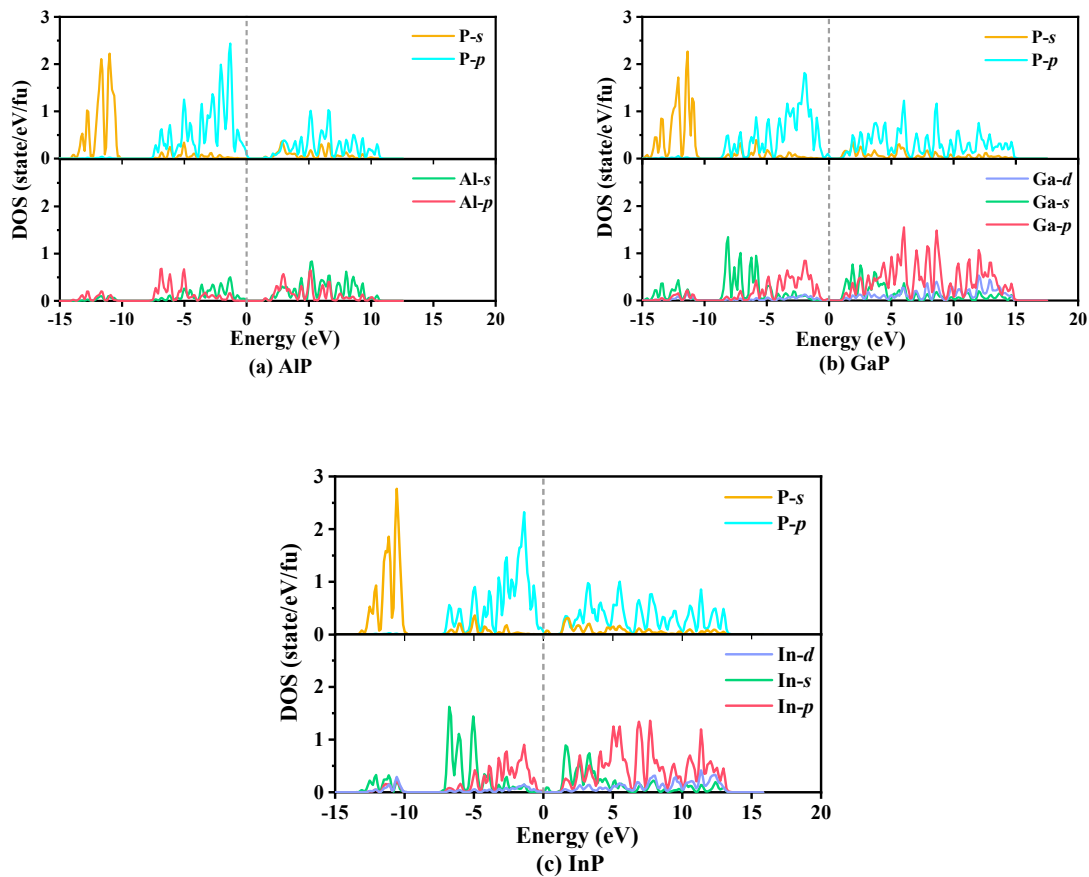 DOS (state/eV/fu)
3
2
1
0
P-s
P-p
2
1
0
Al-s
Al-p
-15 -10 -5 0 5 10 15 20
Energy (eV)
(a) AlP
DOS (state/eV/fu)
3
2
1
0
P-s
P-p
2
1
0
Ga-d
Ga-s
Ga-p
-15 -10 -5 0 5 10 15 20
Energy (eV)
(b) GaP
DOS (state/eV/fu)
3
2
1
0
P-s
P-p
2
1
0
In-d
In-s
In-p
-15 -10 -5 0 5 10 15 20
Energy (eV)
(c) InP